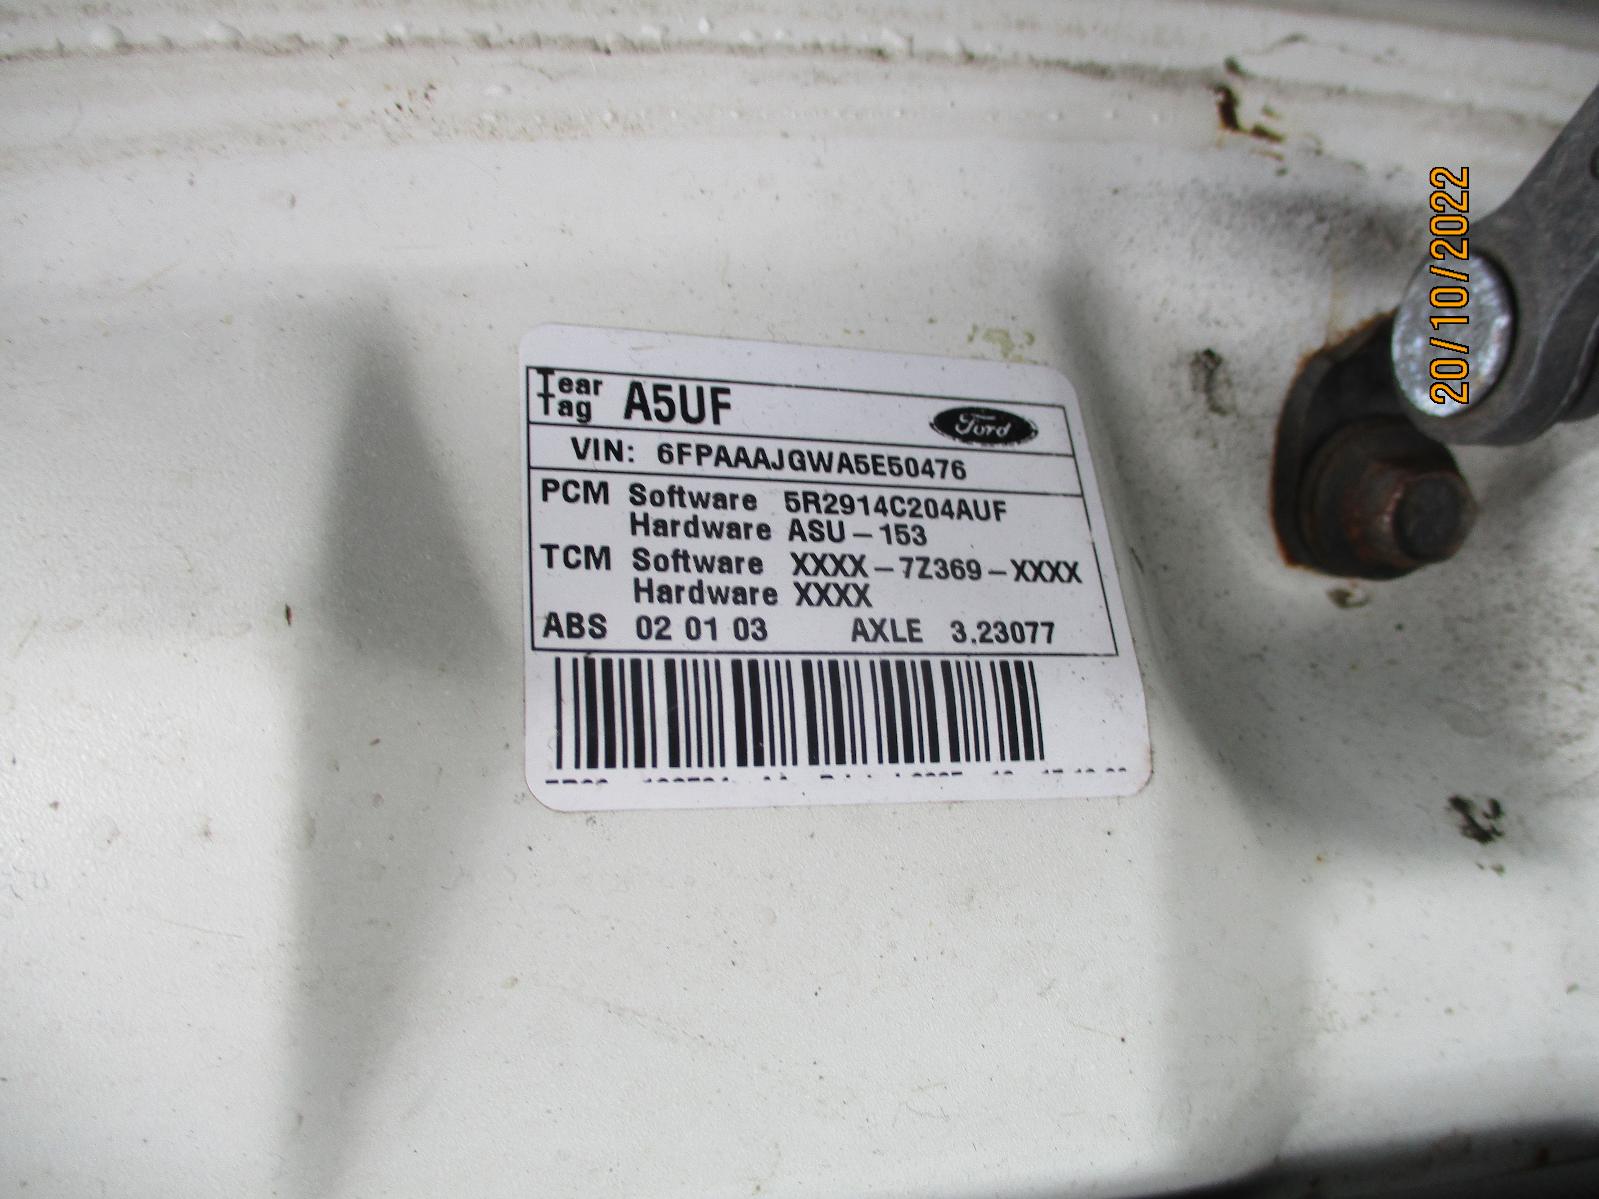 Tear Tag A5UF Ford
VIN: 6FPAAAJGWA5E50476
PCM Software 5R2914C204AUF
Hardware ASU-153
TCM Software XXXX-7Z369-XXXX
Hardware XXXX
ABS 02 01 03 AXLE 3.23077
20/10/2022